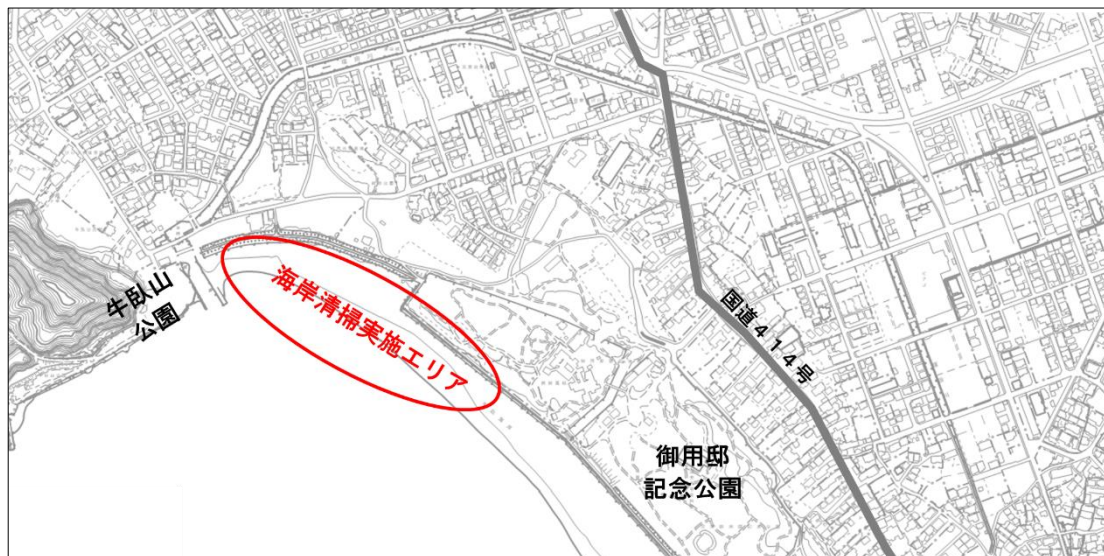 海岸清掃実施エリア
牛臥山
公園
国道４１４号
御用邸
記念公園